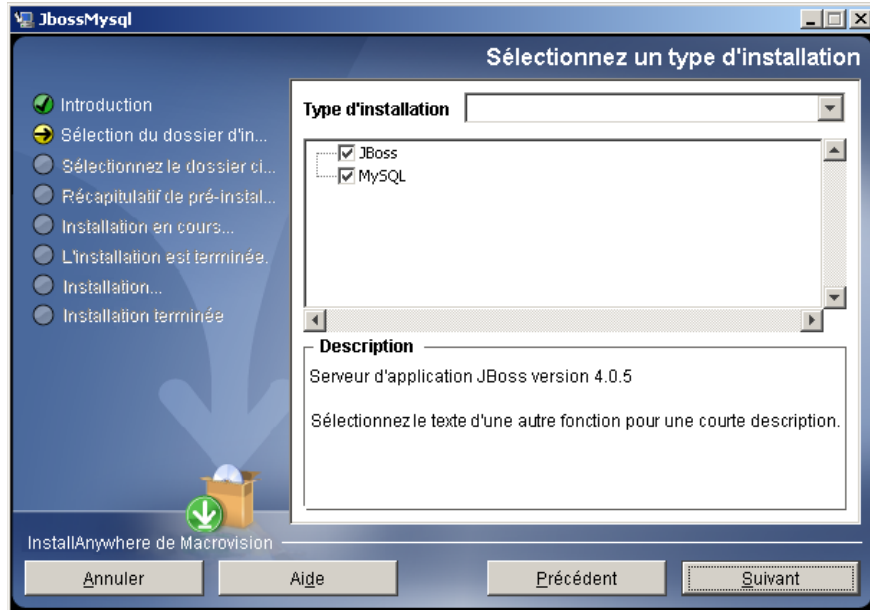 JbossMysql
Sélectionnez un type d'installation
Introduction
Sélection du dossier d'in...
Sélectionnez le dossier ci...
Récapitulatif de pré-instal...
Installation en cours...
L'installation est terminée.
Installation...
Installation terminée
Type d'installation
JBoss
MySQL
Description
Serveur d'application JBoss version 4.0.5
Sélectionnez le texte d'une autre fonction pour une courte description.
InstallAnywhere de Macrovision
Annuler
Aide
Précédent
Suivant